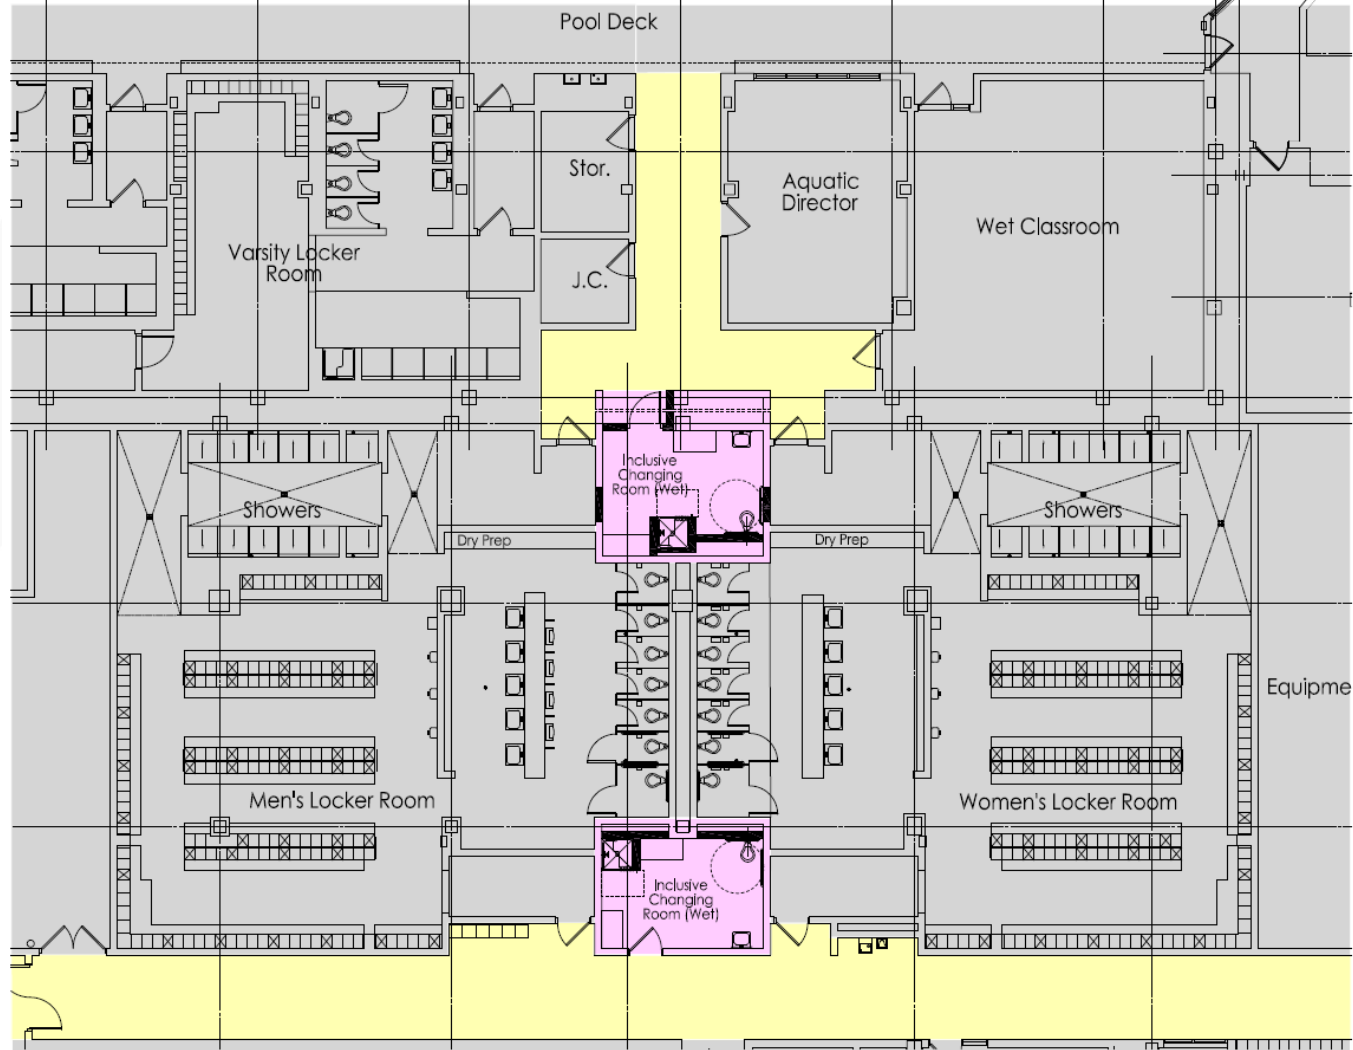 Pool Deck
Stor.
Aquatic
Director
Wet Classroom
Varsity Locker
Room
J.C.
Inclusive
Changing
Room (Wet)
Showers
Showers
Dry Prep
Dry Prep
Equipme
Men's Locker Room
Women's Locker Room
Inclusive
Changing
Room (Wet)